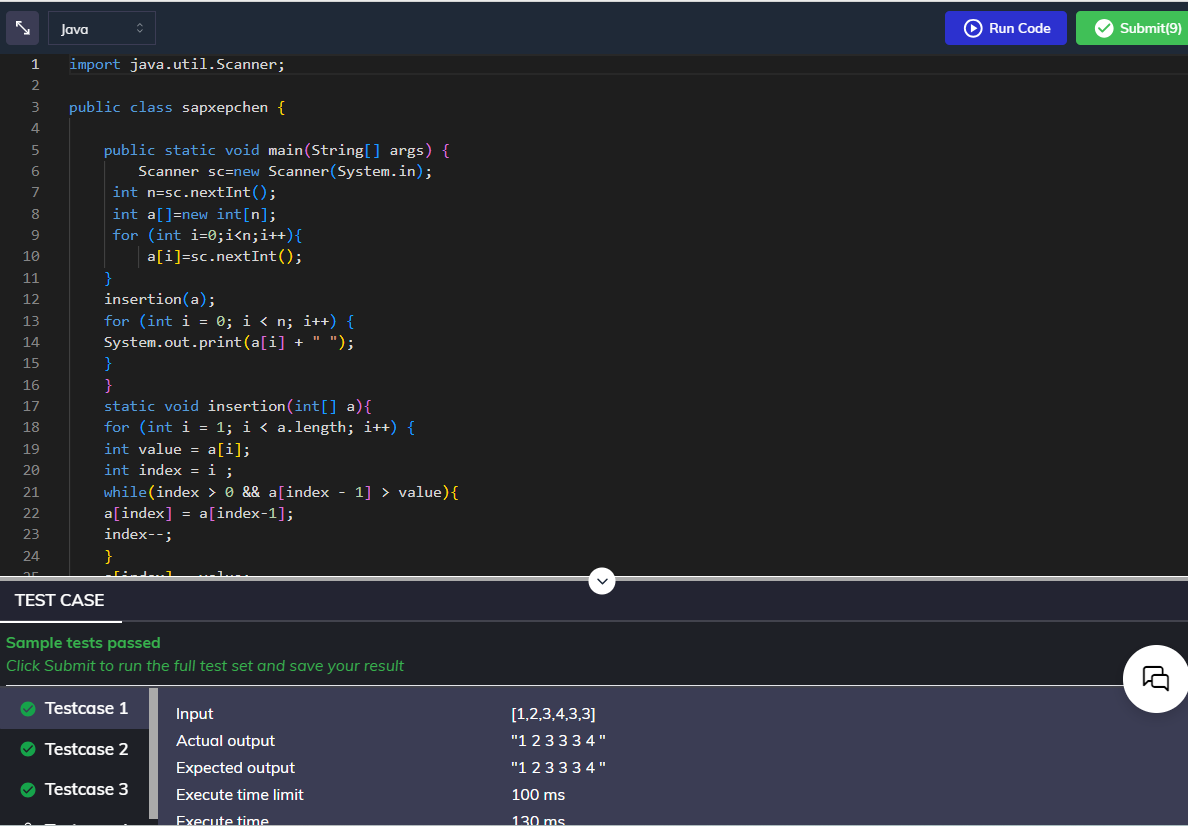 Java
Run Code
Submit(9)
1 import java.util.Scanner;
2
3 public class sapxepchen {
4
5 public static void main(String[] args) {
6 Scanner sc=new Scanner(System.in);
7 int n=sc.nextInt();
8 int a[]=new int[n];
9 for (int i=0;i<n;i++){
10 a[i]=sc.nextInt();
11 }
12 insertion(a);
13 for (int i = 0; i < n; i++) {
14 System.out.print(a[i] + " ");
15 }
16 }
17 static void insertion(int[] a){
18 for (int i = 1; i < a.length; i++) {
19 int value = a[i];
20 int index = i ;
21 while(index > 0 && a[index - 1] > value){
22 a[index] = a[index-1];
23 index--;
24 }
25 a[index] = value;
TEST CASE
Sample tests passed
Click Submit to run the full test set and save your result
Testcase 1
Testcase 2
Testcase 3
Input [1,2,3,4,3,3]
Actual output "1 2 3 3 3 4 "
Expected output "1 2 3 3 3 4 "
Execute time limit 100 ms
Execute time 130 ms